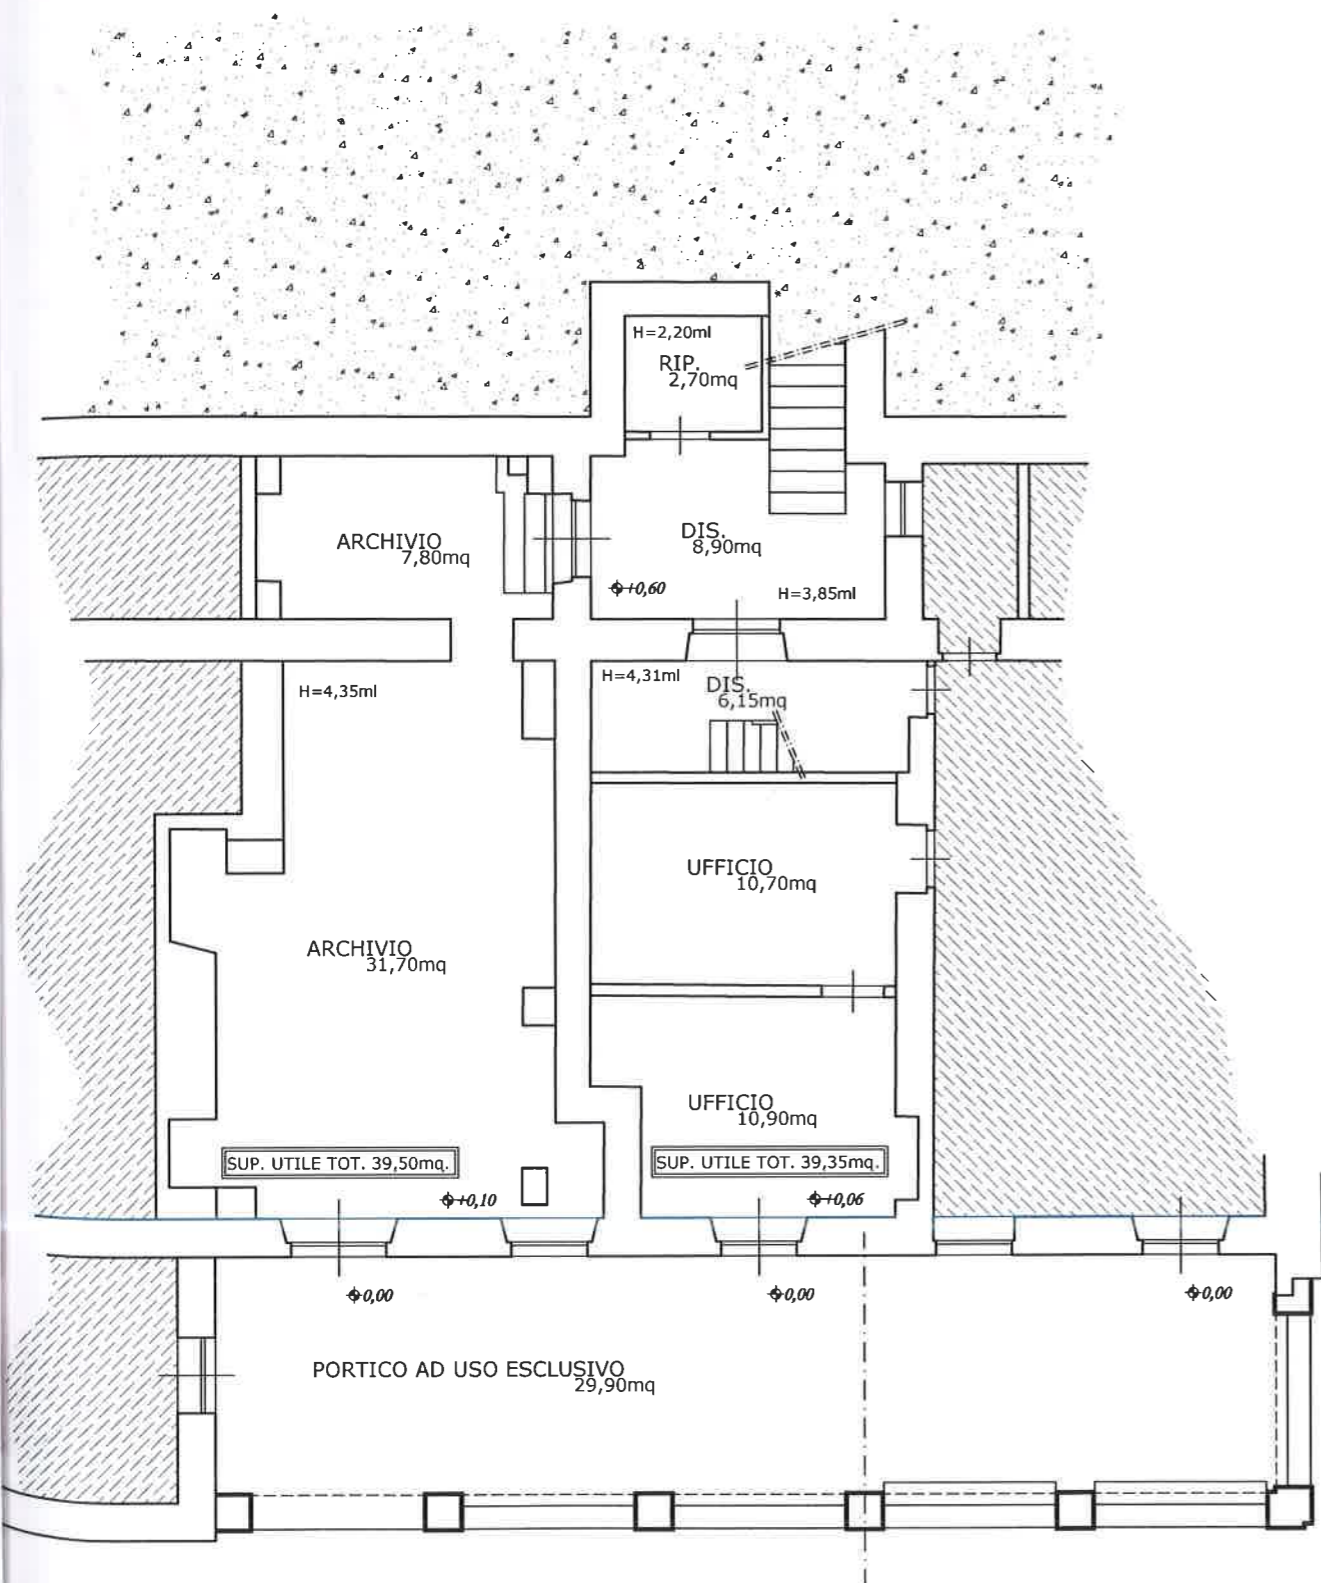 H=2,20ml
RIP.
2,70mq
ARCHIVIO
7,80mq
DIS.
8,90mq
+0,60
H=3,85ml
H=4,35ml
H=4,31ml
DIS.
6,15mq
UFFICIO
10,70mq
ARCHIVIO
31,70mq
UFFICIO
10,90mq
SUP. UTILE TOT. 39,50mq.
SUP. UTILE TOT. 39,35mq.
+0,10
+0,06
0,00
0,00
0,00
PORTICO AD USO ESCLUSIVO
29,90mq